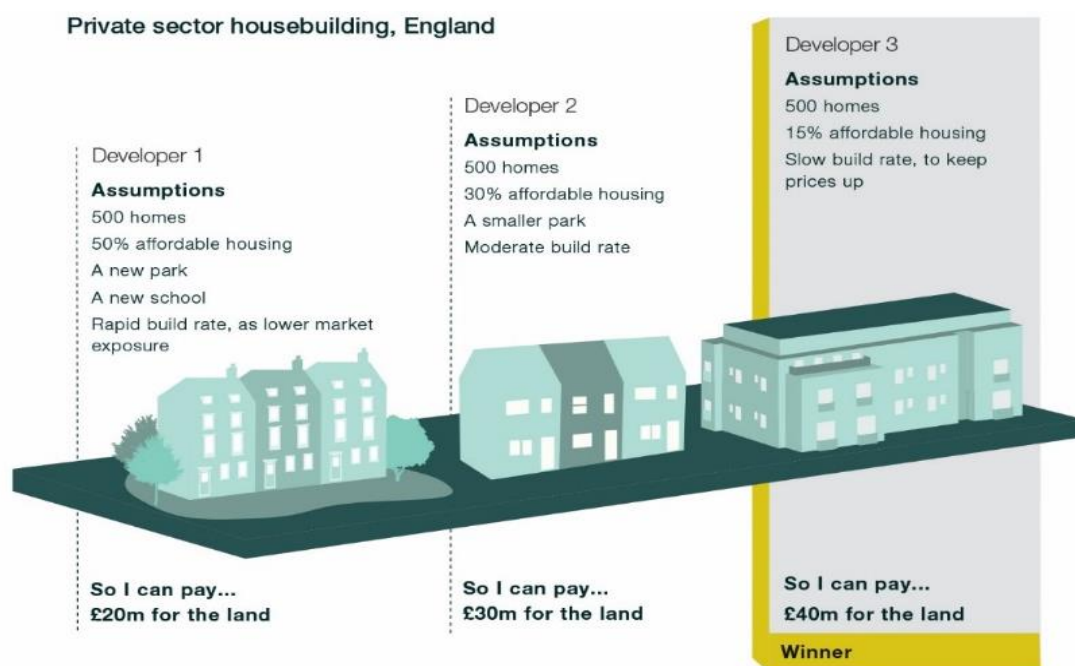 Private sector housebuilding, England
Developer 1
Assumptions
500 homes
50% affordable housing
A new park
A new school
Rapid build rate, as lower market
exposure
So I can pay...
£20m for the land
Developer 2
Assumptions
500 homes
30% affordable housing
A smaller park
Moderate build rate
So I can pay...
£30m for the land
Developer 3
Assumptions
500 homes
15% affordable housing
Slow build rate, to keep
prices up
So I can pay...
£40m for the land
Winner